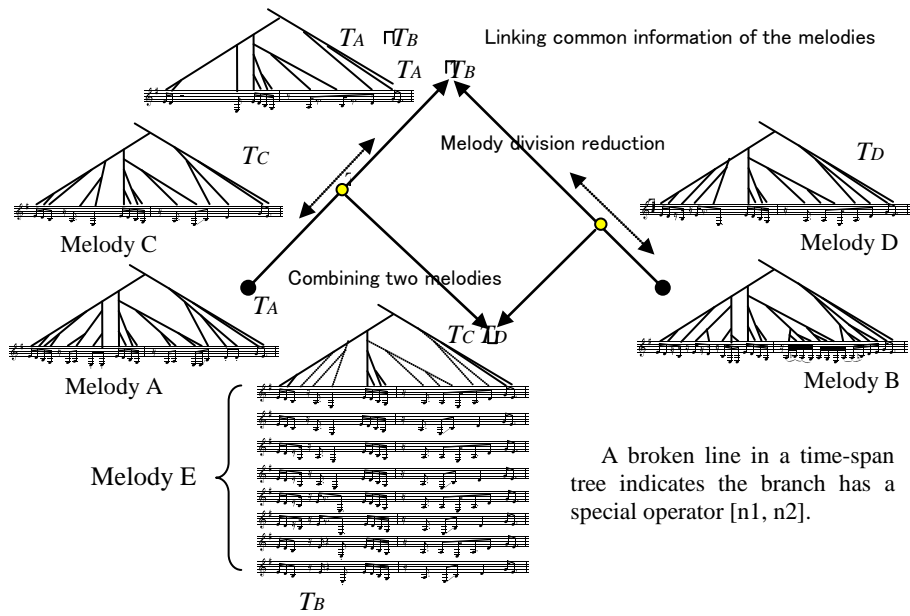 TA ⊓TB
Linking common information of the melodies
TA ⊓TB
Melody division reduction
TC
TD
Melody C
Melody D
Combining two melodies
TA
TC TD
Melody A
Melody B
Melody E
A broken line in a time-span
tree indicates the branch has a
special operator [n1, n2].
TB